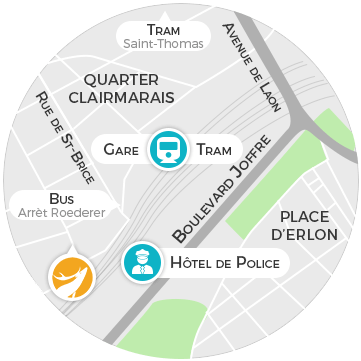 TRAM
Saint-Thomas
AVENUE DE LAON
QUARTER
CLAIRMARAIS
RUE DE ST-BRICE
GARE TRAM
BOULEVARD JOFFRE
BUS
Arrèt Roederer
PLACE
D'ERLON
HÔTEL DE POLICE